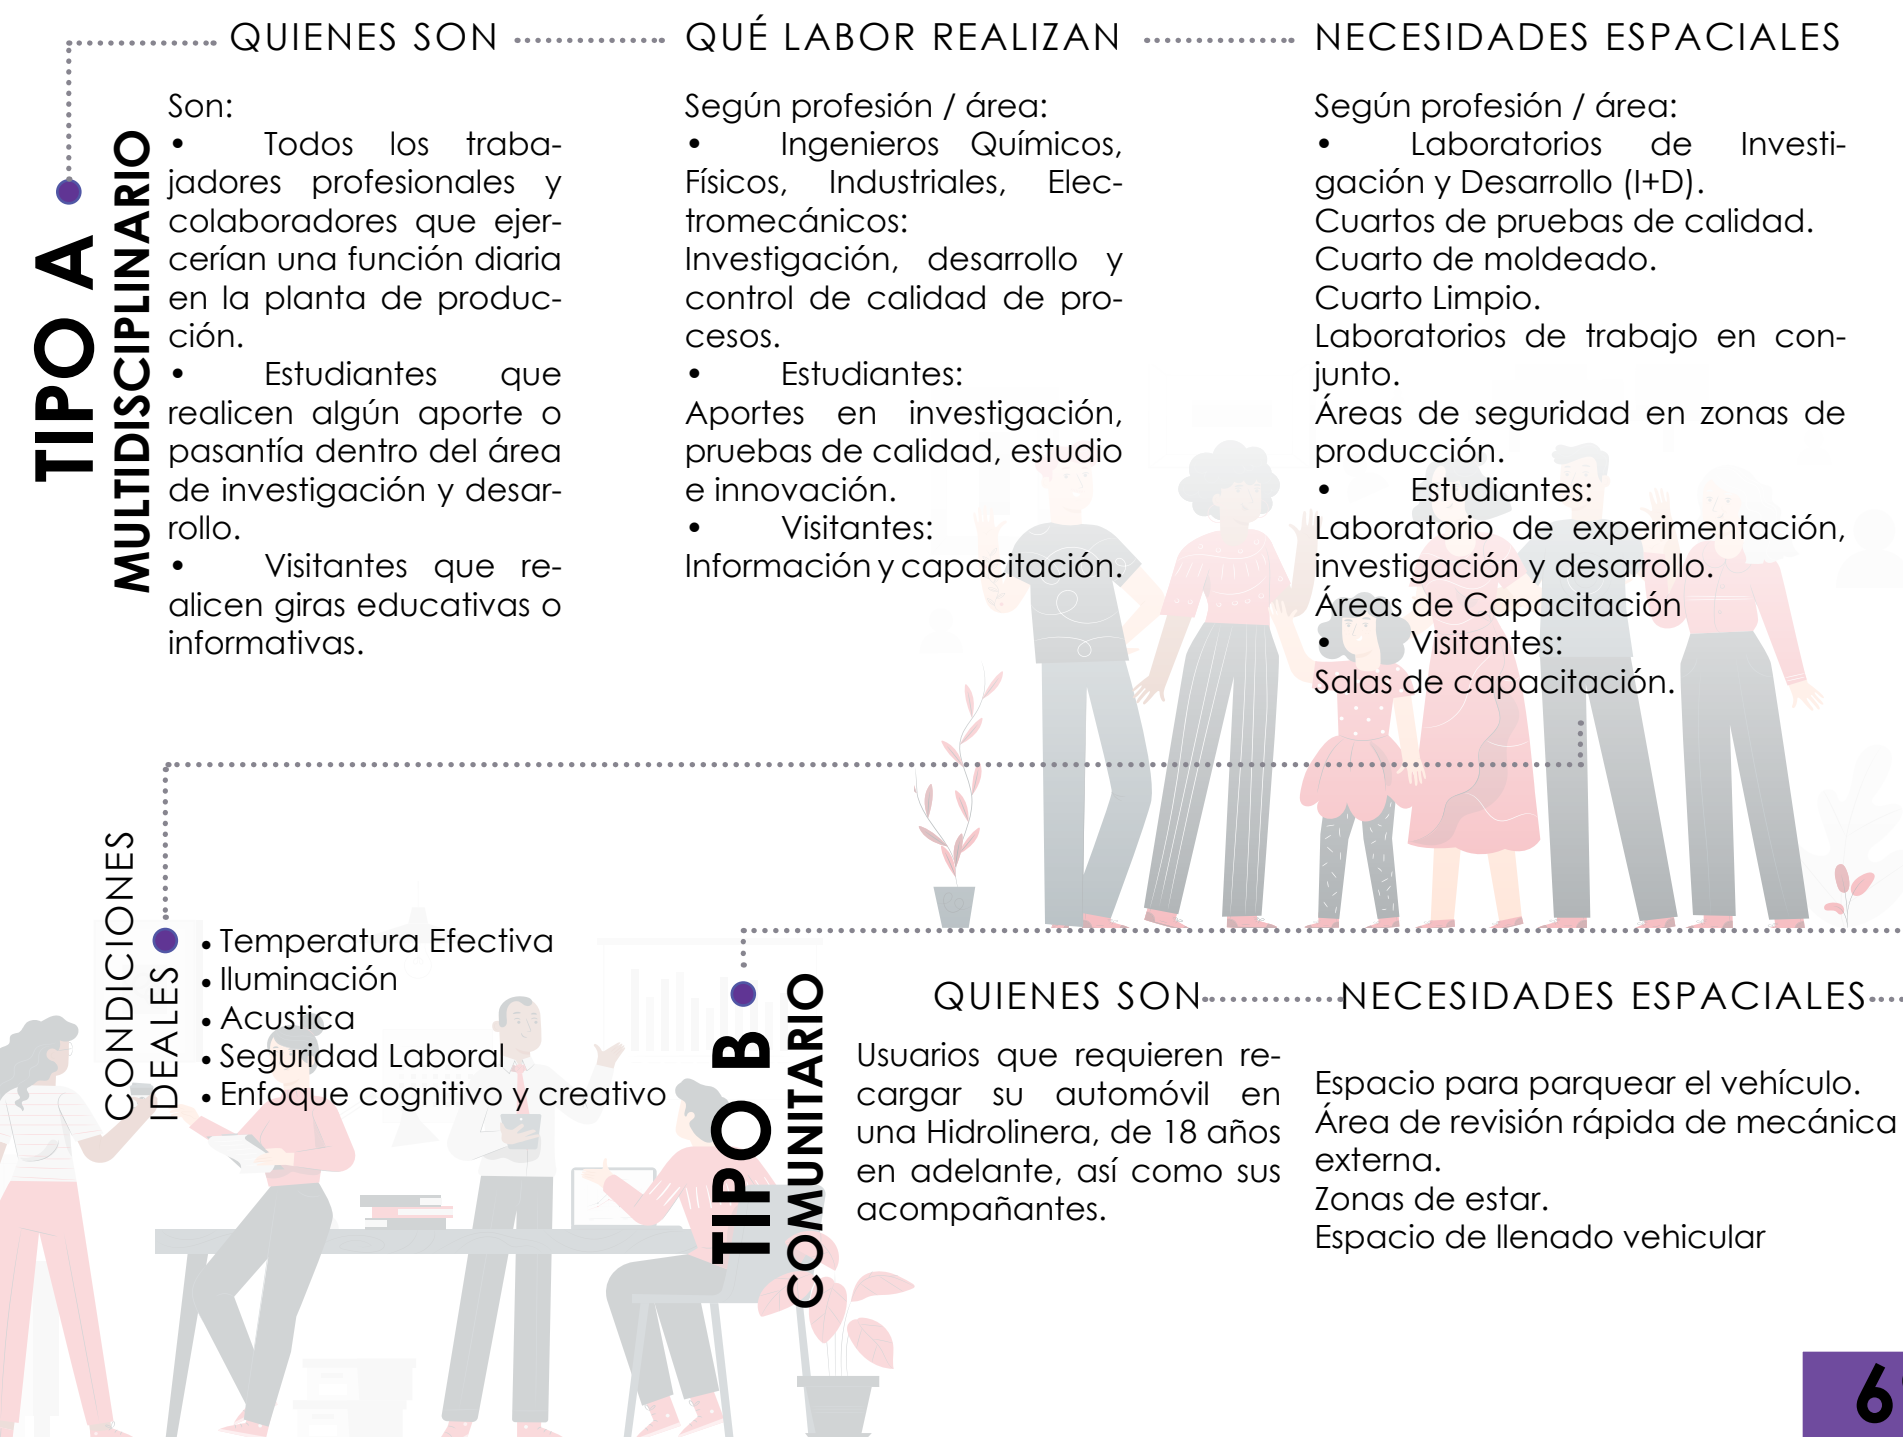 QUIENES SON
QUÉ LABOR REALIZAN
NECESIDADES ESPACIALES
TIPO A
MULTIDISCIPLINARIO
Son:
• Todos los traba-
jadores profesionales y
colaboradores que ejer-
cerían una función diaria
en la planta de produc-
ción.
• Estudiantes que
realicen algún aporte o
pasantía dentro del área
de investigación y desar-
rollo.
• Visitantes que re-
alicen giras educativas o
informativas.
Según profesión / área:
• Ingenieros Químicos,
Físicos, Industriales, Elec-
tromecánicos:
Investigación, desarrollo y
control de calidad de pro-
cesos.
• Estudiantes:
Aportes en investigación,
pruebas de calidad, estudio
e innovación.
• Visitantes:
Información y capacitación.
Según profesión / área:
• Laboratorios de Investi-
gación y Desarrollo (I+D).
Cuartos de pruebas de calidad.
Cuarto de moldeado.
Cuarto Limpio.
Laboratorios de trabajo en con-
junto.
Áreas de seguridad en zonas de
producción.
• Estudiantes:
Laboratorio de experimentación,
investigación y desarrollo.
Áreas de Capacitación
• Visitantes:
Salas de capacitación.
CONDICIONES
IDEALES
• Temperatura Efectiva
• Iluminación
• Acustica
• Seguridad Laboral
• Enfoque cognitivo y creativo
TIPO B
COMUNITARIO
QUIENES SON
NECESIDADES ESPACIALES
Usuarios que requieren re-
cargar su automóvil en
una Hidrolinera, de 18 años
en adelante, así como sus
acompañantes.
Espacio para parquear el vehículo.
Área de revisión rápida de mecánica
externa.
Zonas de estar.
Espacio de llenado vehicular